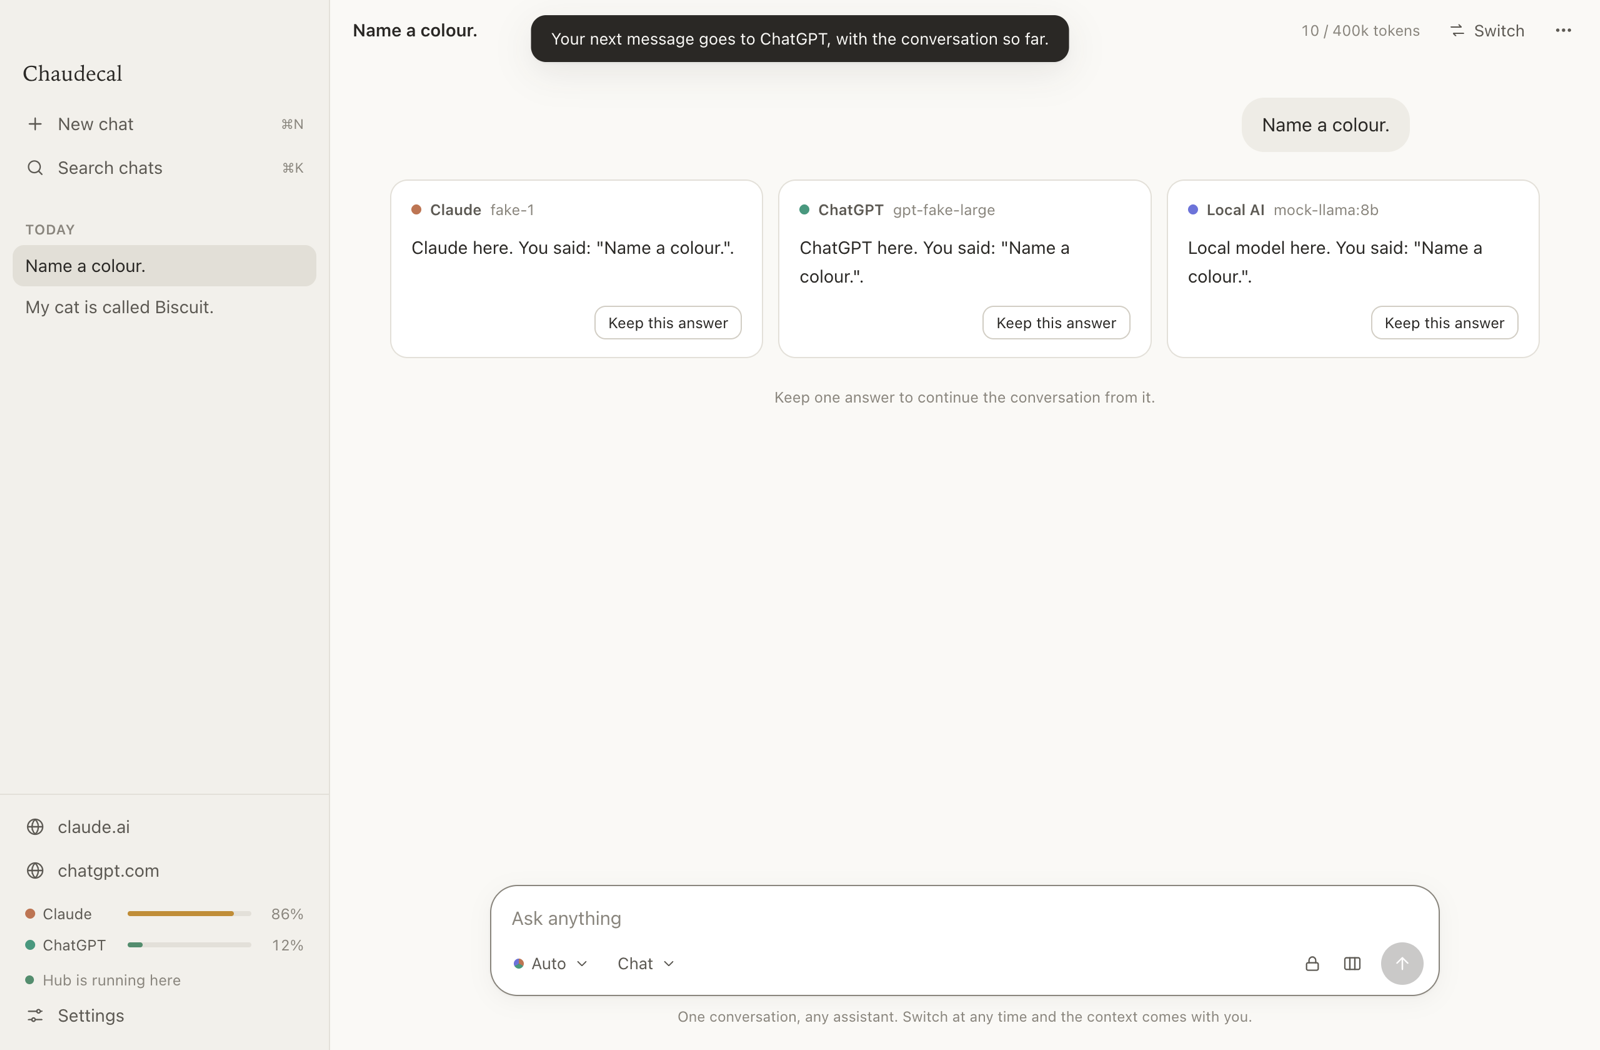 Chaudecal
New chat ⌘N
Search chats ⌘K
TODAY
Name a colour.
My cat is called Biscuit.
claude.ai
chatgpt.com
Claude 86%
ChatGPT 12%
Hub is running here
Settings
Name a colour.
Your next message goes to ChatGPT, with the conversation so far.
10 / 400k tokens
Switch
Name a colour.
Claude fake-1
Claude here. You said: "Name a colour.".
Keep this answer
ChatGPT gpt-fake-large
ChatGPT here. You said: "Name a
colour.".
Keep this answer
Local AI mock-llama:8b
Local model here. You said: "Name a
colour.".
Keep this answer
Keep one answer to continue the conversation from it.
Ask anything
Auto
Chat
One conversation, any assistant. Switch at any time and the context comes with you.